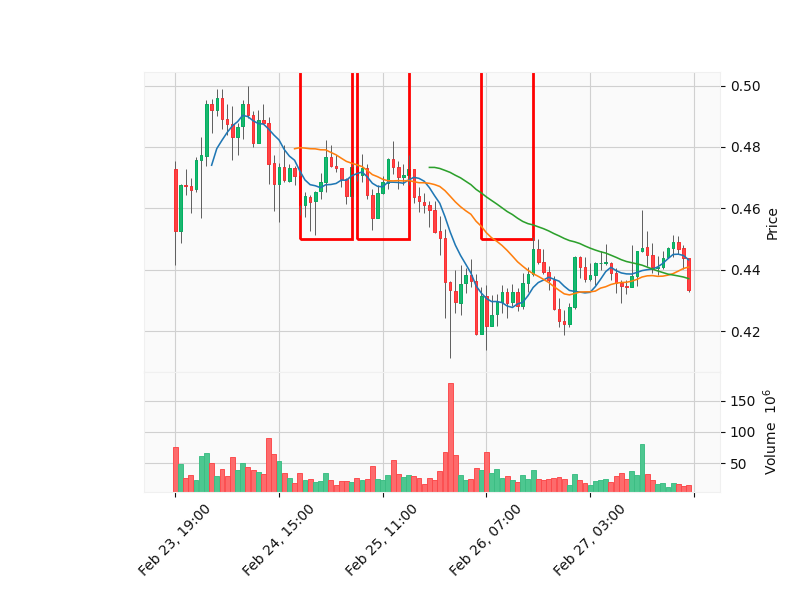 0.50
0.48
0.46
0.44
0.42
Price
150
100
50
Volume 10^6
Feb 23, 19:00
Feb 24, 15:00
Feb 25, 11:00
Feb 26, 07:00
Feb 27, 03:00